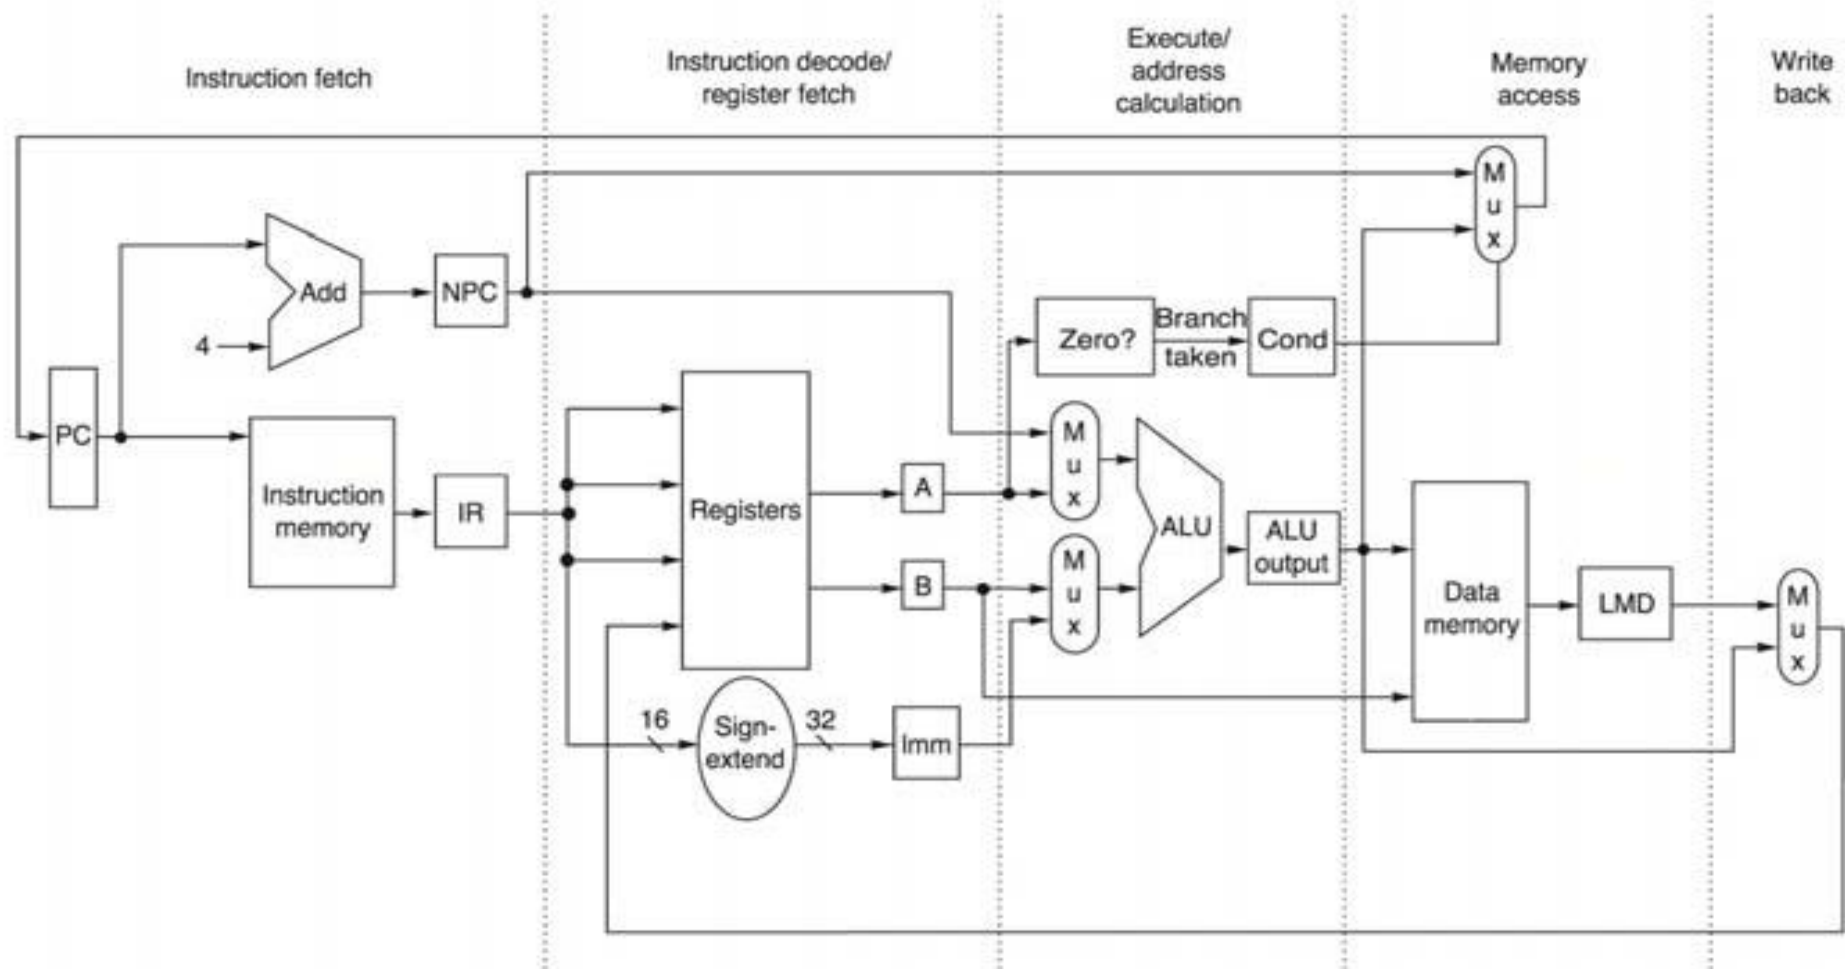 Instruction fetch
Instruction decode/
register fetch
Execute/
address
calculation
Memory
access
Write
back
M
u
x
Add
NPC
4
Zero?
Branch
taken
Cond
PC
Instruction
memory
IR
Registers
A
B
M
u
x
M
u
x
ALU
ALU
output
Data
memory
LMD
M
u
x
16
Sign-
extend
32
Imm